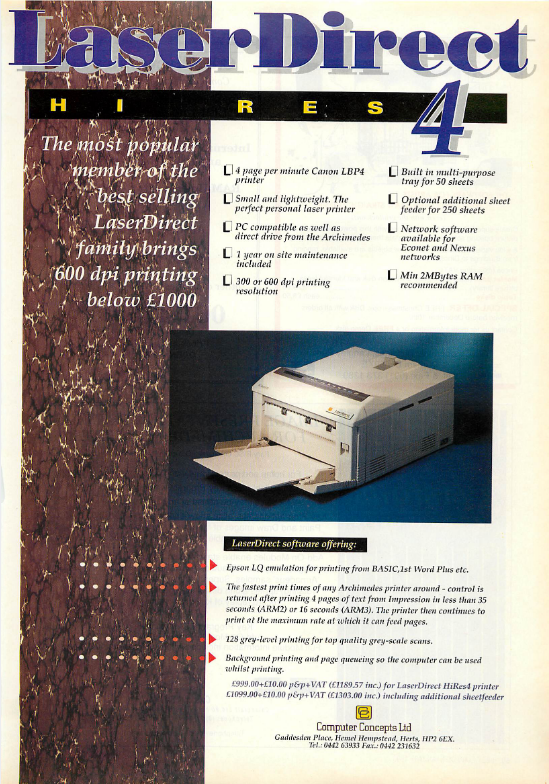 LaserDirect
HI RES 4
The most popular
member of the
best selling
LaserDirect
family brings
600 dpi printing
below £1000
4 page per minute Canon LBP4
printer
Small and lightweight. The
perfect personal laser printer
PC compatible as well as
direct drive from the Archimedes
1 year on site maintenance
included
300 or 600 dpi printing
resolution
Built in multi-purpose
tray for 50 sheets
Optional additional sheet
feeder for 250 sheets
Network software
available for
Econet and Nexus
networks
Min 2MBytes RAM
recommended
LaserDirect software offering:
Epson LQ emulation for printing from BASIC,1st Word Plus etc.
The fastest print times of any Archimedes printer around - control is
returned after printing 4 pages of text from Impression in less than 35
seconds (ARM2) or 16 seconds (ARM3). The printer then continues to
print at the maximum rate at which it can feed pages.
128 grey-level printing for top quality grey-scale scans.
Background printing and page queueing so the computer can be used
whilst printing.
£999.00+£10.00 p&p+VAT (£1189.57 inc.) for LaserDirect HiRes4 printer
£1099.00+£10.00 p&p+VAT (£1303.00 inc.) including additional sheetfeeder
Computer Concepts Ltd
Gaddesden Place, Hemel Hempstead, Herts, HP2 6EX.
Tel.: 0442 63933 Fax.: 0442 231632